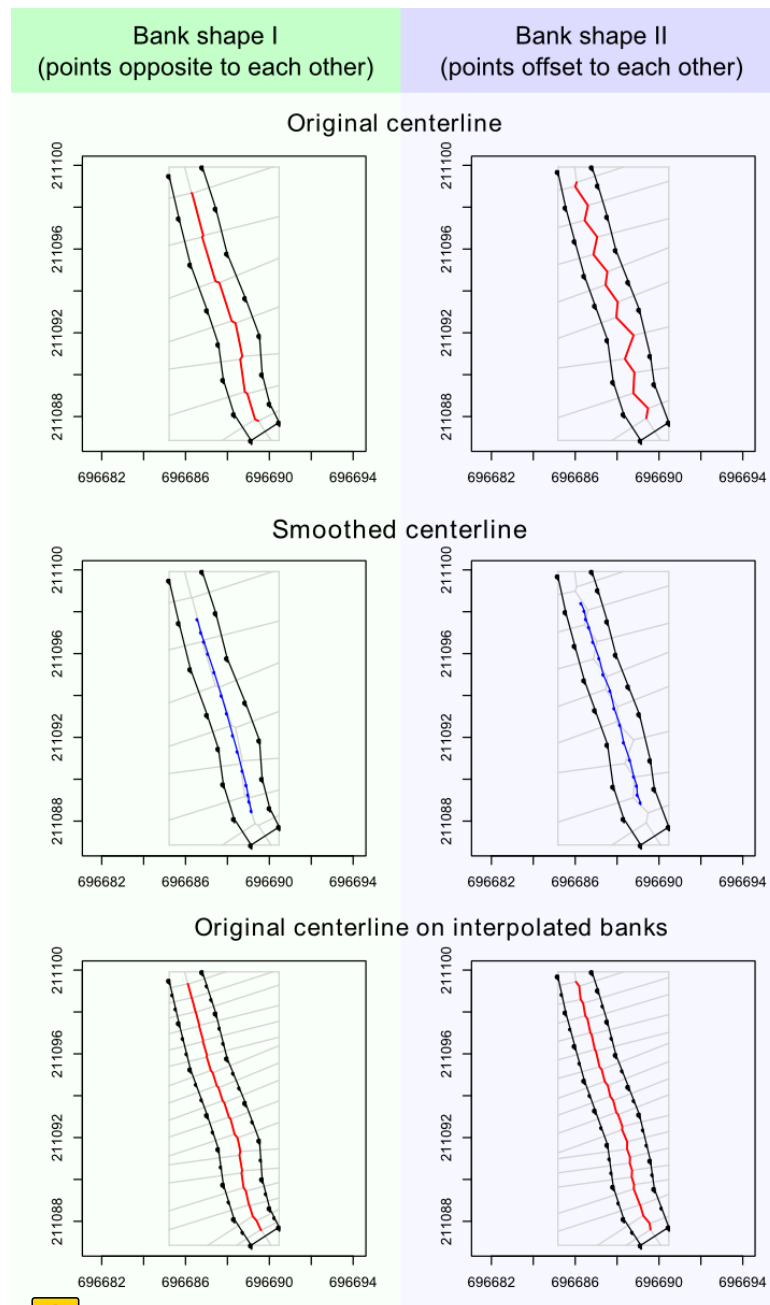 Bank shape I
(points opposite to each other)
Bank shape II
(points offset to each other)
Original centerline
211100
211096
211092
211088
696682 696686 696690 696694
211100
211096
211092
211088
696682 696686 696690 696694
Smoothed centerline
211100
211096
211092
211088
696682 696686 696690 696694
211100
211096
211092
211088
696682 696686 696690 696694
Original centerline on interpolated banks
211100
211096
211092
211088
696682 696686 696690 696694
211100
211096
211092
211088
696682 696686 696690 696694